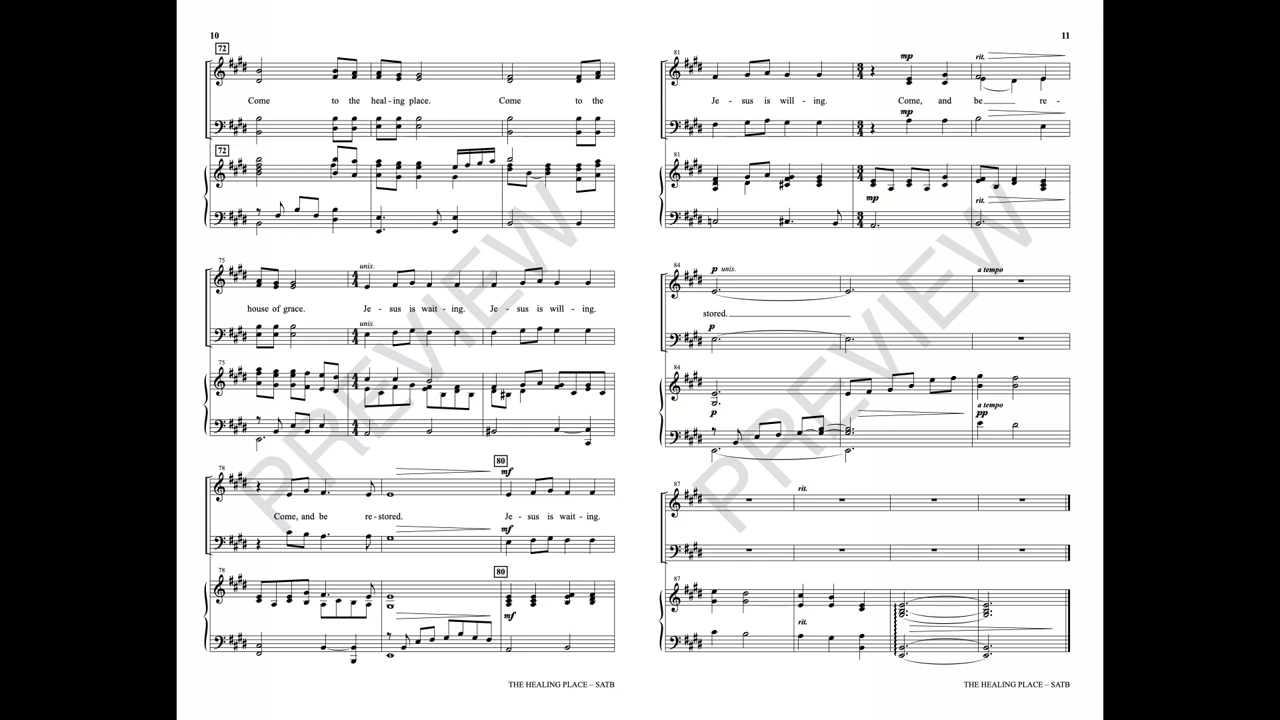 10
72
Come to the heal - ing place. Come to the
72
75
unis.
house of grace. Je - sus is wait - ing. Je - sus is will - ing.
unis.
75
78
80
mf
Come, and be re - stored. Je - sus is wait - ing.
mf
78
80
mf
THE HEALING PLACE – SATB
11
81
mp
rit.
Je - sus is will - ing. Come, and be re -
mp
81
mp
rit.
84
p unis.
a tempo
stored.
p
84
p
a tempo
pp
87
rit.
87
rit.
THE HEALING PLACE – SATB
PREVIEW
PREVIEW